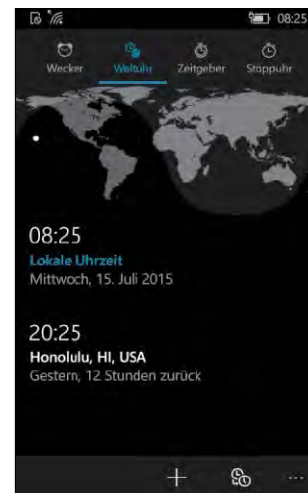 08:25
Wecker Weltuhr Zeitgeber Stoppuhr
08:25
Lokale Uhrzeit
Mittwoch, 15. Juli 2015
20:25
Honolulu, HI, USA
Gestern, 12 Stunden zurück